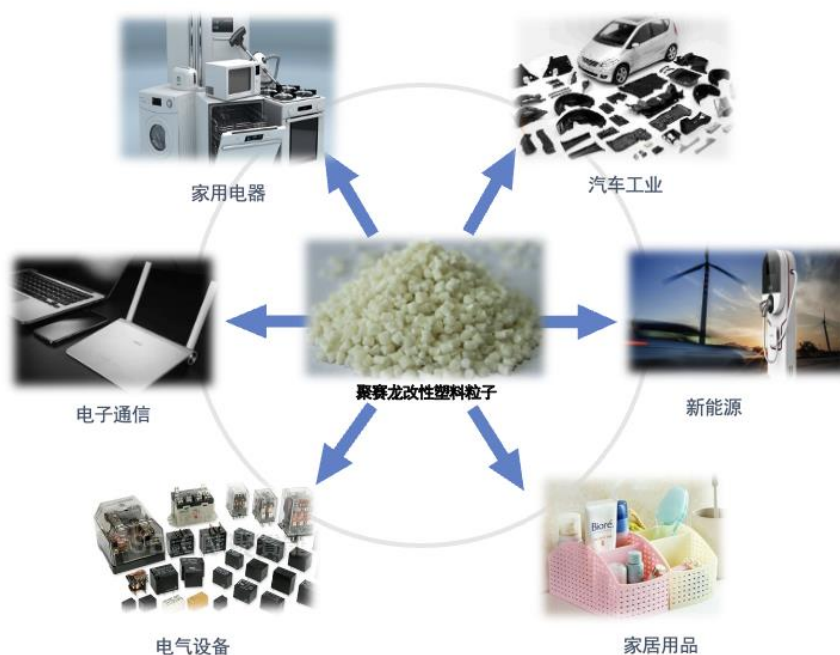 家用电器
汽车工业
聚赛龙改性塑料粒子
电子通信
新能源
Bioré
电气设备
家居用品